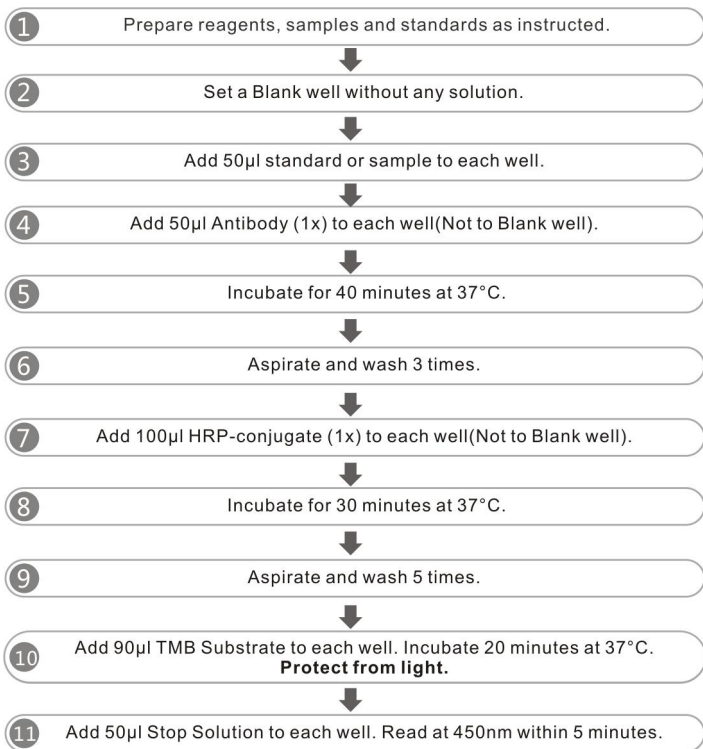 1 Prepare reagents, samples and standards as instructed.
2 Set a Blank well without any solution.
3 Add 50µl standard or sample to each well.
4 Add 50µl Antibody (1x) to each well(Not to Blank well).
5 Incubate for 40 minutes at 37°C.
6 Aspirate and wash 3 times.
7 Add 100µl HRP-conjugate (1x) to each well(Not to Blank well).
8 Incubate for 30 minutes at 37°C.
9 Aspirate and wash 5 times.
10 Add 90µl TMB Substrate to each well. Incubate 20 minutes at 37°C.
Protect from light.
11 Add 50µl Stop Solution to each well. Read at 450nm within 5 minutes.